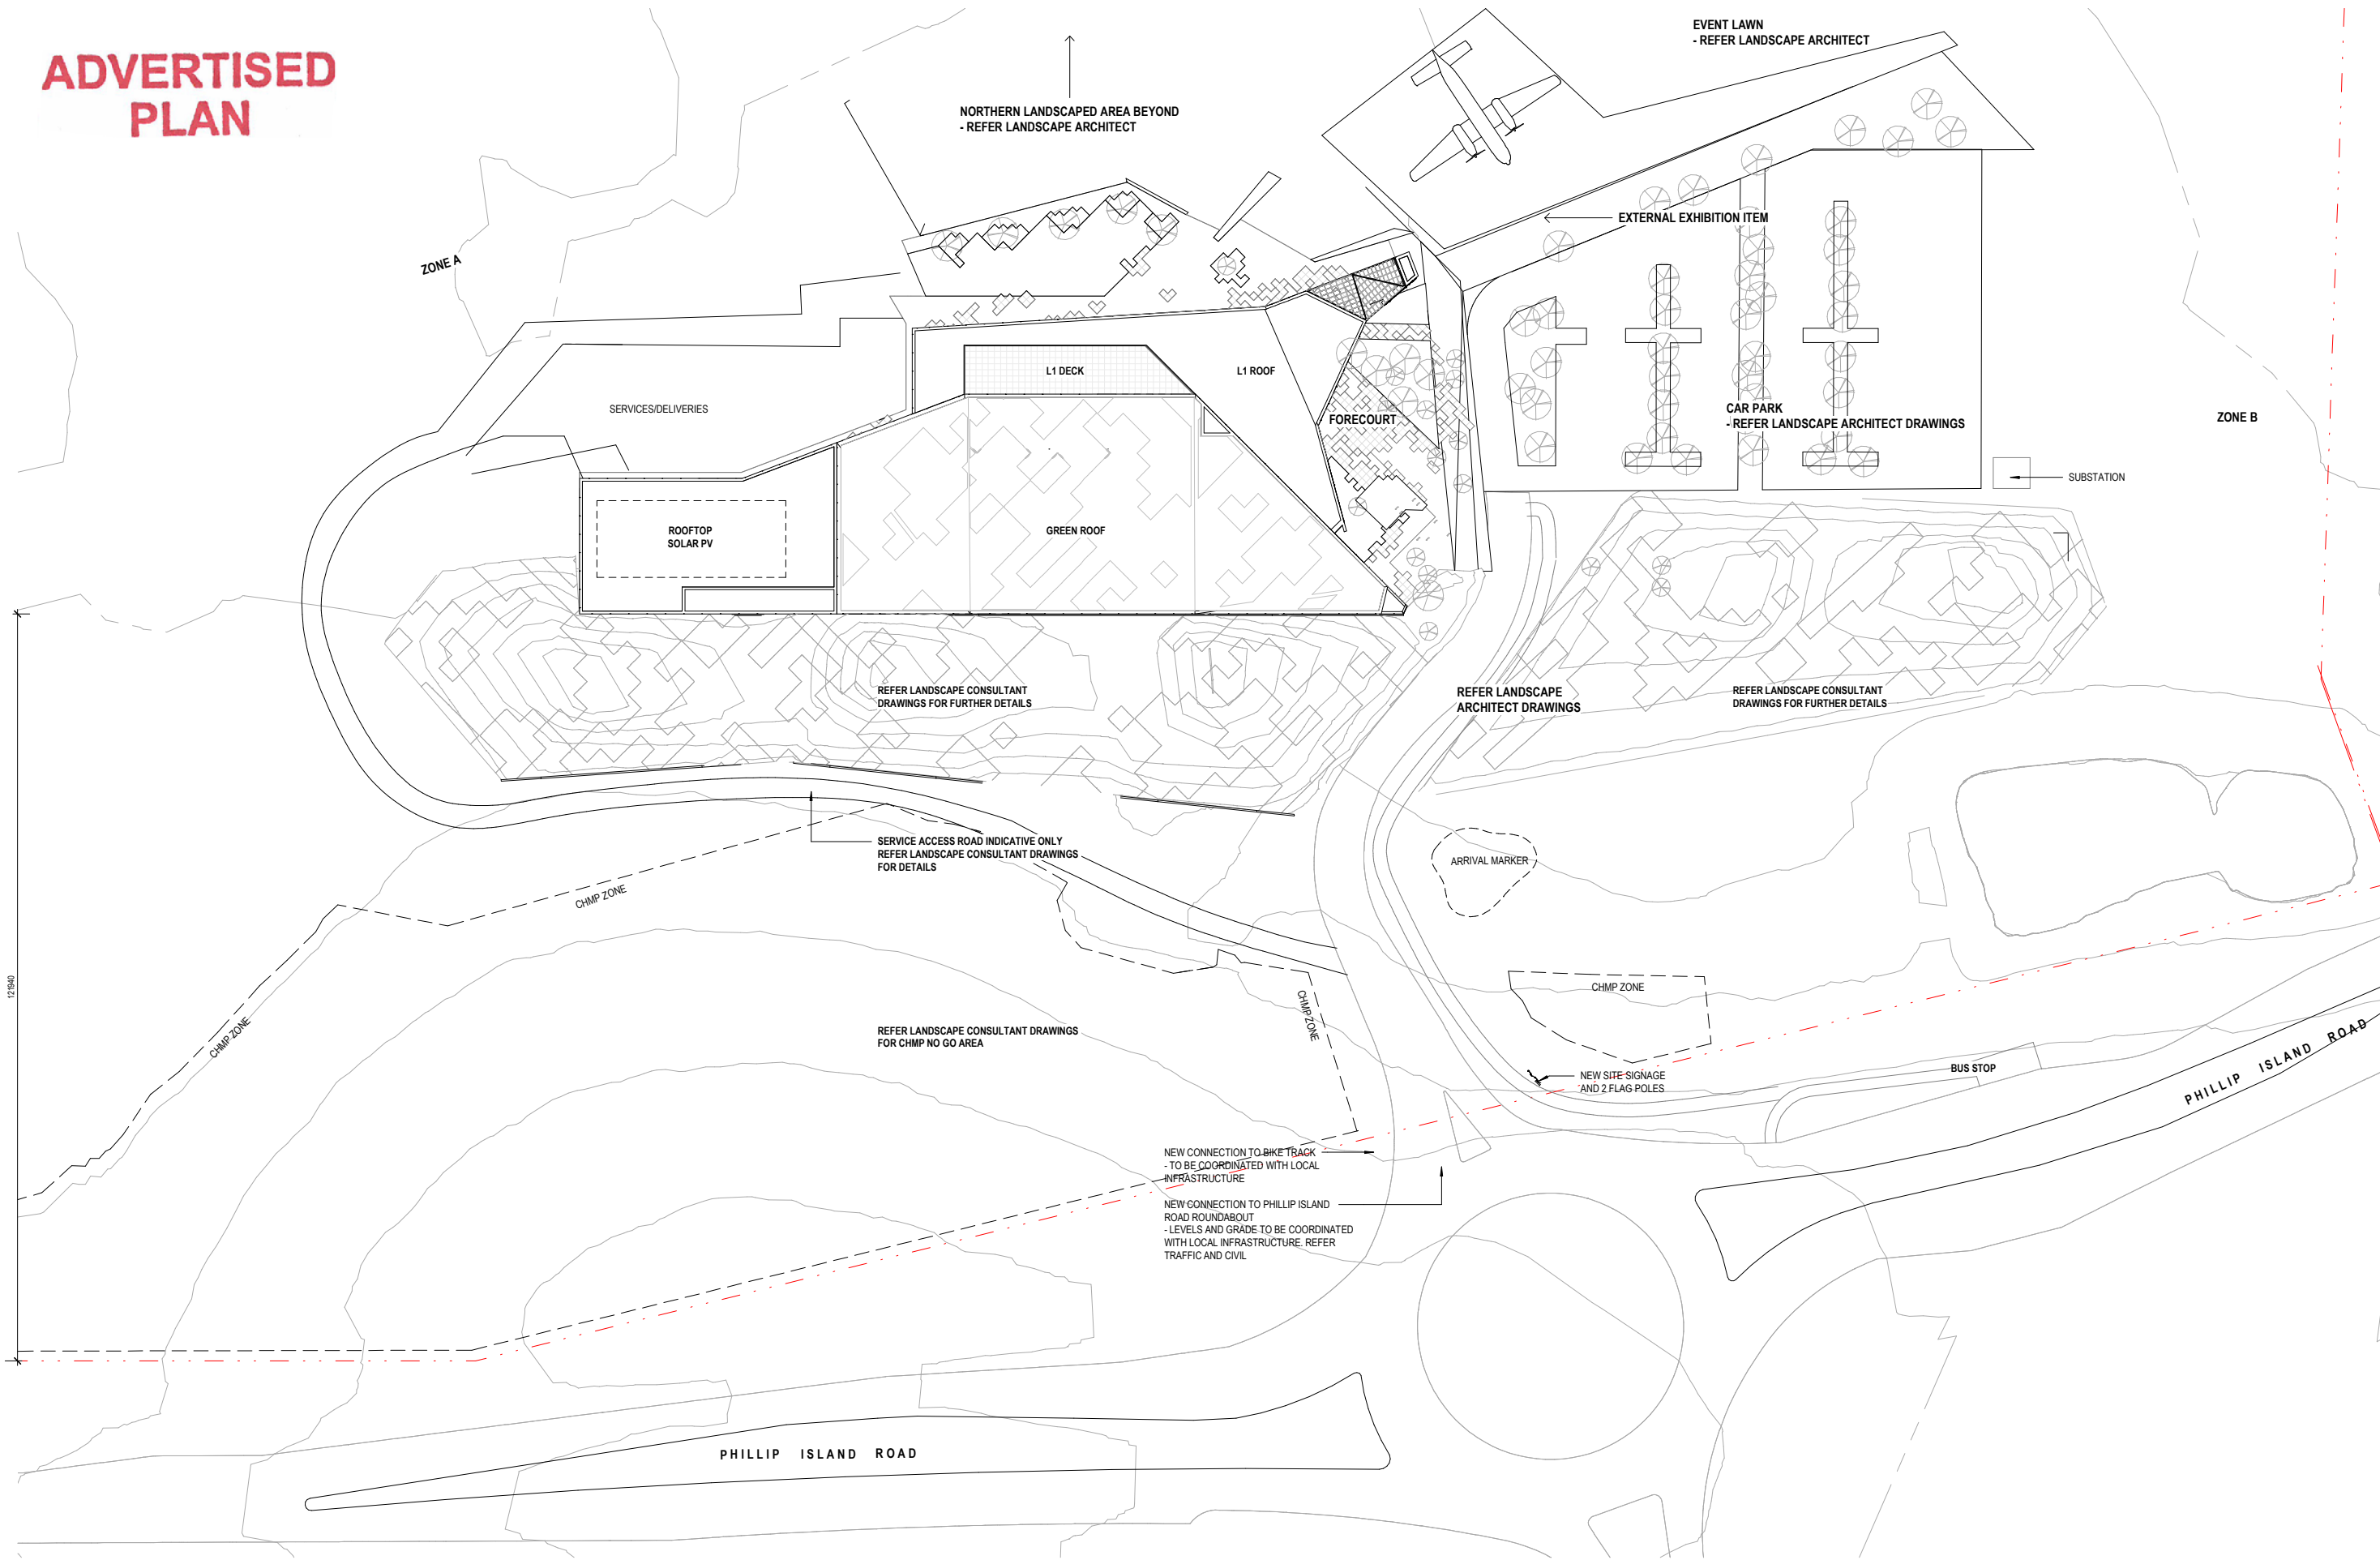 ADVERTISED
PLAN
EVENT LAWN
- REFER LANDSCAPE ARCHITECT
NORTHERN LANDSCAPED AREA BEYOND
- REFER LANDSCAPE ARCHITECT
EXTERNAL EXHIBITION ITEM
ZONE A
L1 DECK
L1 ROOF
SERVICES/DELIVERIES
FORECOURT
CAR PARK
- REFER LANDSCAPE ARCHITECT DRAWINGS
ZONE B
SUBSTATION
ROOFTOP
SOLAR PV
GREEN ROOF
REFER LANDSCAPE CONSULTANT
DRAWINGS FOR FURTHER DETAILS
REFER LANDSCAPE
ARCHITECT DRAWINGS
REFER LANDSCAPE CONSULTANT
DRAWINGS FOR FURTHER DETAILS
SERVICE ACCESS ROAD INDICATIVE ONLY
REFER LANDSCAPE CONSULTANT DRAWINGS
FOR DETAILS
ARRIVAL MARKER
CHMP ZONE
121940
CHMP ZONE
CHMP ZONE
CHMP ZONE
REFER LANDSCAPE CONSULTANT DRAWINGS
FOR CHMP NO GO AREA
NEW SITE SIGNAGE
AND 2 FLAG POLES
BUS STOP
PHILLIP ISLAND ROAD
NEW CONNECTION TO BIKE TRACK
- TO BE COORDINATED WITH LOCAL
INFRASTRUCTURE
NEW CONNECTION TO PHILLIP ISLAND
ROAD ROUNDABOUT
- LEVELS AND GRADE TO BE COORDINATED
WITH LOCAL INFRASTRUCTURE. REFER
TRAFFIC AND CIVIL
PHILLIP ISLAND ROAD